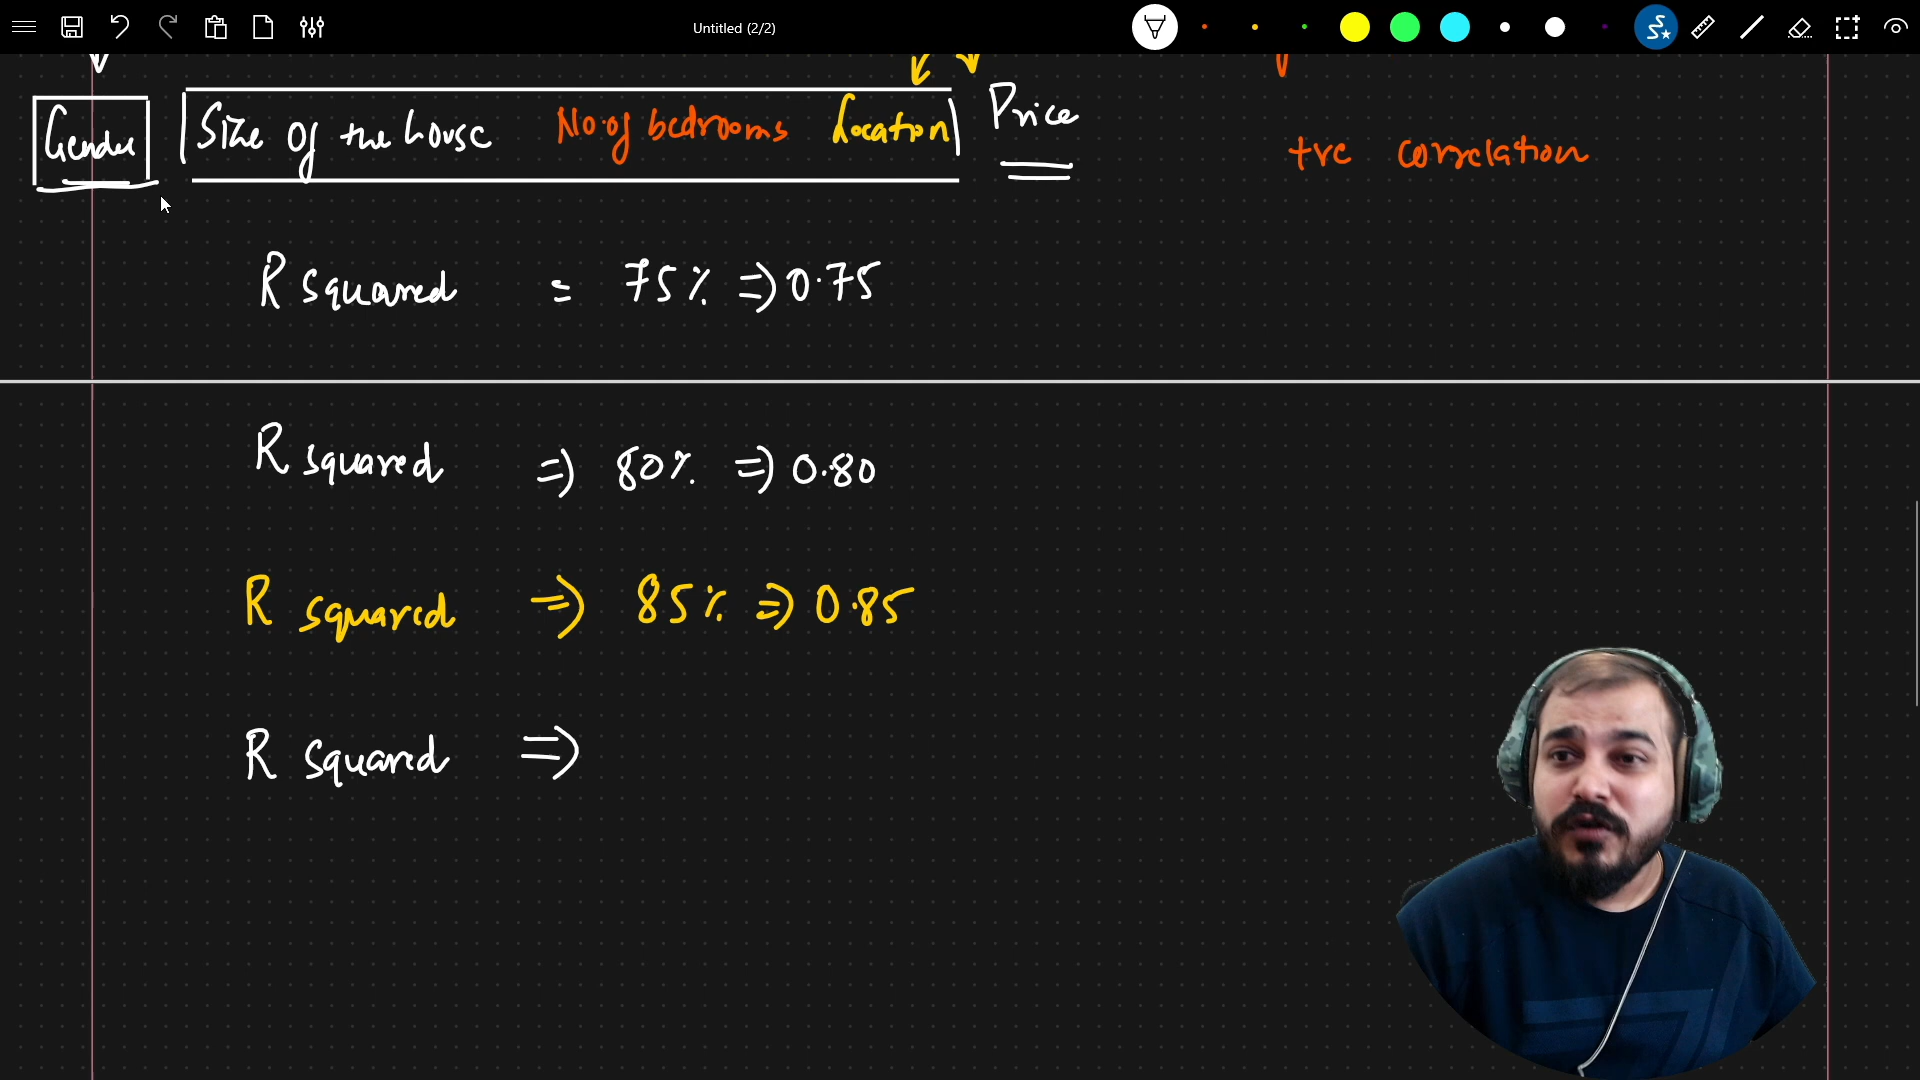 Untitled (2/2)
Gender Size of the house No. of bedrooms Location Price
+ve correlation
R squared = 75% => 0.75
R squared => 80% => 0.80
R squared => 85% => 0.85
R squared =>